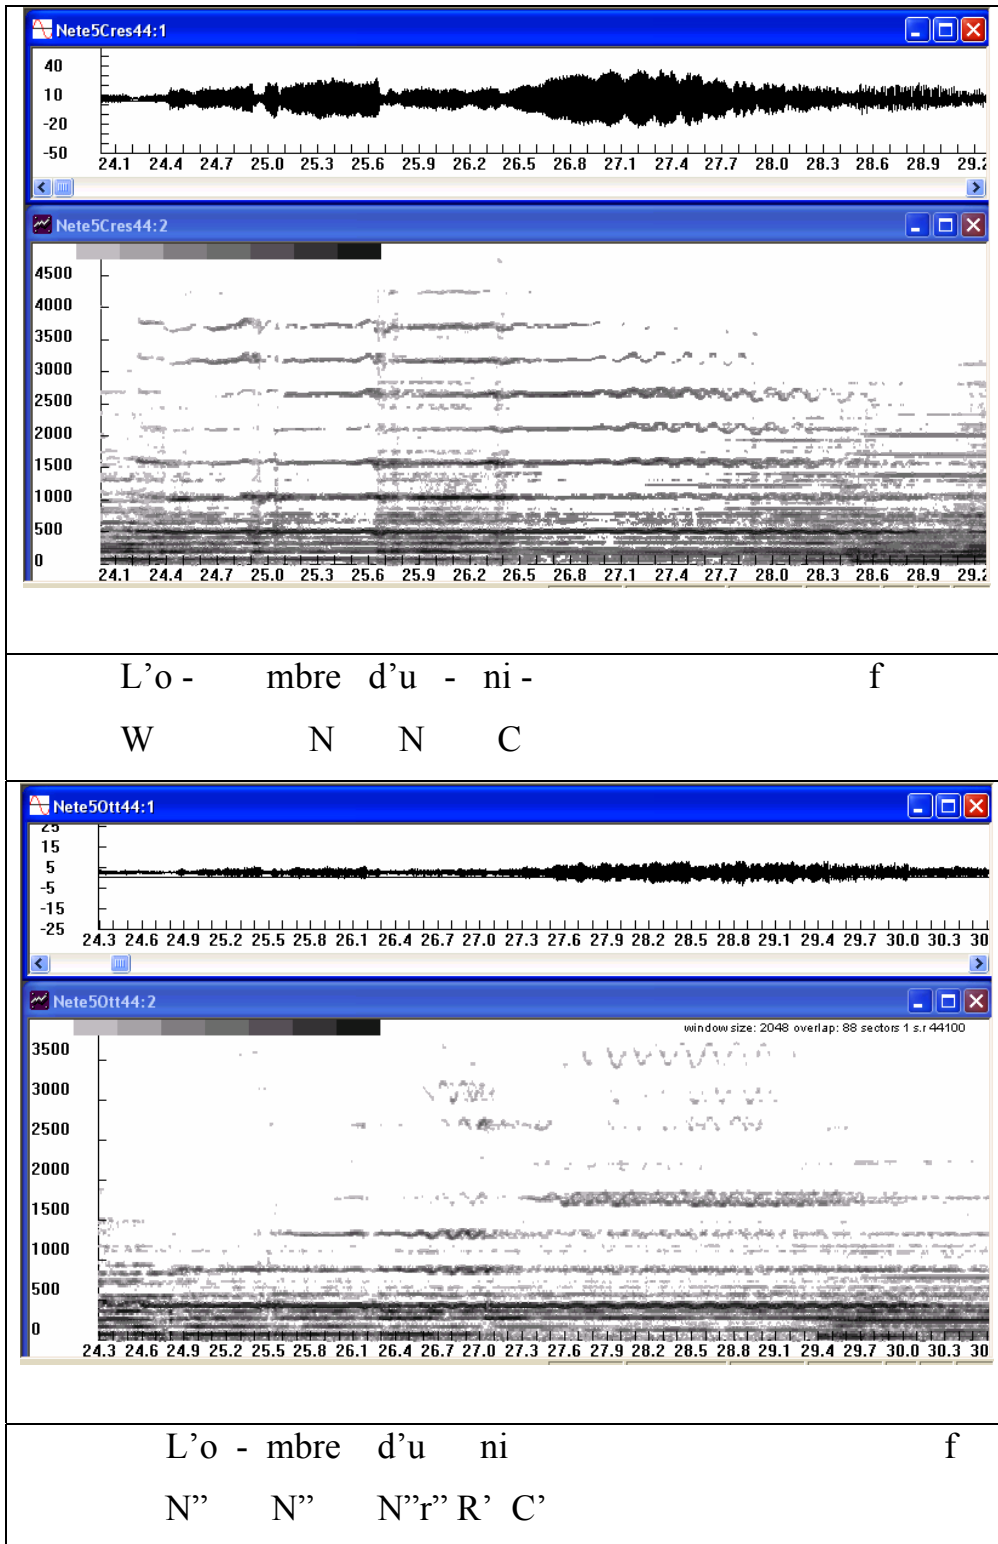 Nete5Cres44:1
40
10
-20
-50
24.1 24.4 24.7 25.0 25.3 25.6 25.9 26.2 26.5 26.8 27.1 27.4 27.7 28.0 28.3 28.6 28.9 29.2
Nete5Cres44:2
4500
4000
3500
3000
2500
2000
1500
1000
500
0
24.1 24.4 24.7 25.0 25.3 25.6 25.9 26.2 26.5 26.8 27.1 27.4 27.7 28.0 28.3 28.6 28.9 29.2
L’o - mbre d’u - ni - f
W N N C
Nete5Ott44:1
25
15
5
-5
-15
-25
24.3 24.6 24.9 25.2 25.5 25.8 26.1 26.4 26.7 27.0 27.3 27.6 27.9 28.2 28.5 28.8 29.1 29.4 29.7 30.0 30.3 30
Nete5Ott44:2
window size: 2048 overlap: 88 sectors 1 s.r 44100
3500
3000
2500
2000
1500
1000
500
0
24.3 24.6 24.9 25.2 25.5 25.8 26.1 26.4 26.7 27.0 27.3 27.6 27.9 28.2 28.5 28.8 29.1 29.4 29.7 30.0 30.3 30
L’o - mbre d’u ni f
N” N” N”r” R’ C’